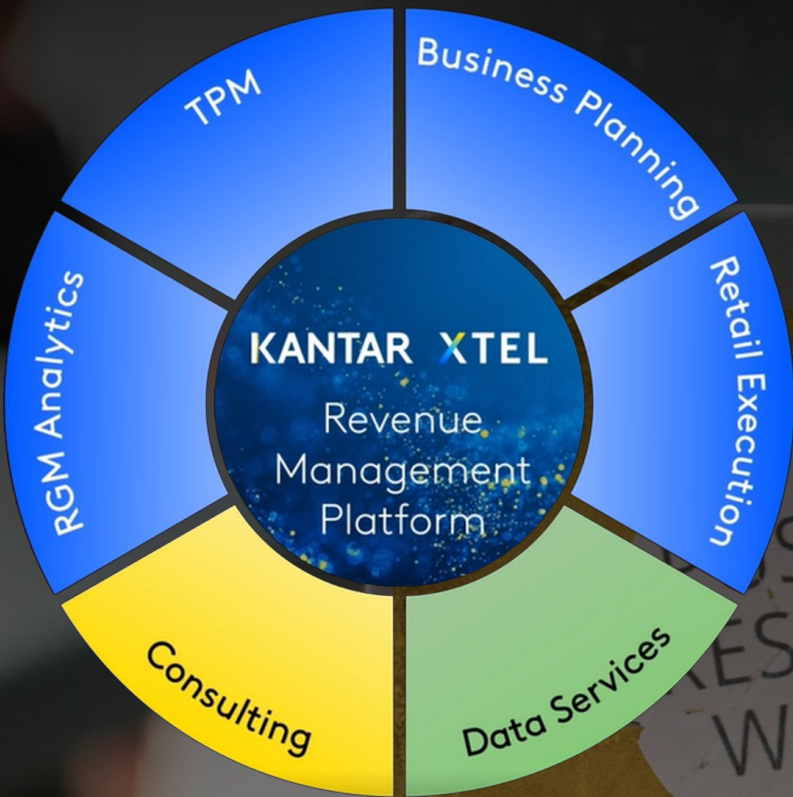 TPM
Business Planning
RGM Analytics
Retail Execution
KANTAR XTEL
Revenue
Management
Platform
Consulting
Data Services
W